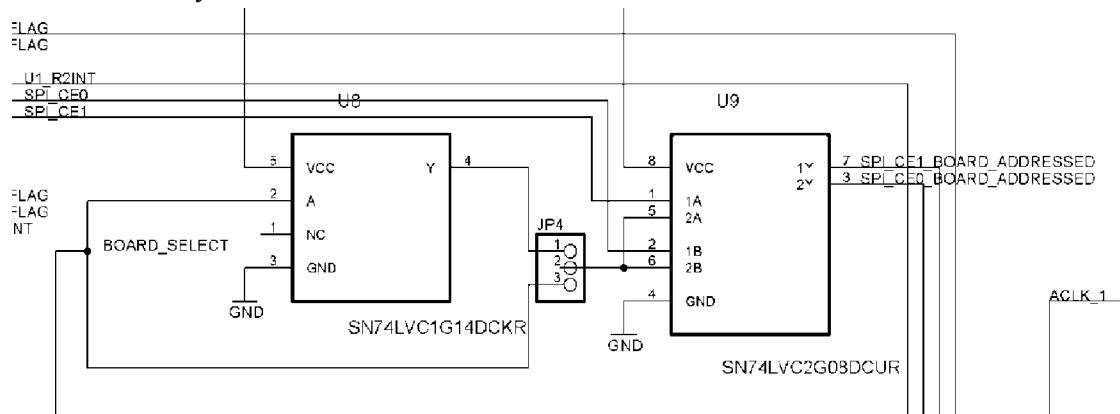 FLAG
FLAG
U1_R2INT
SPI_CE0
SPI_CE1
U8
U9
5 VCC Y 4
2 A
1 NC
3 GND
GND
SN74LVC1G14DCKR
FLAG
FLAG
NT
BOARD_SELECT
JP4
1
2
3
8 VCC 1Y 7 SPI_CE1_BOARD_ADDRESSED
2Y 3 SPI_CE0_BOARD_ADDRESSED
1 1A
5 2A
2 1B
6 2B
4 GND
GND
SN74LVC2G08DCUR
ACLK_1